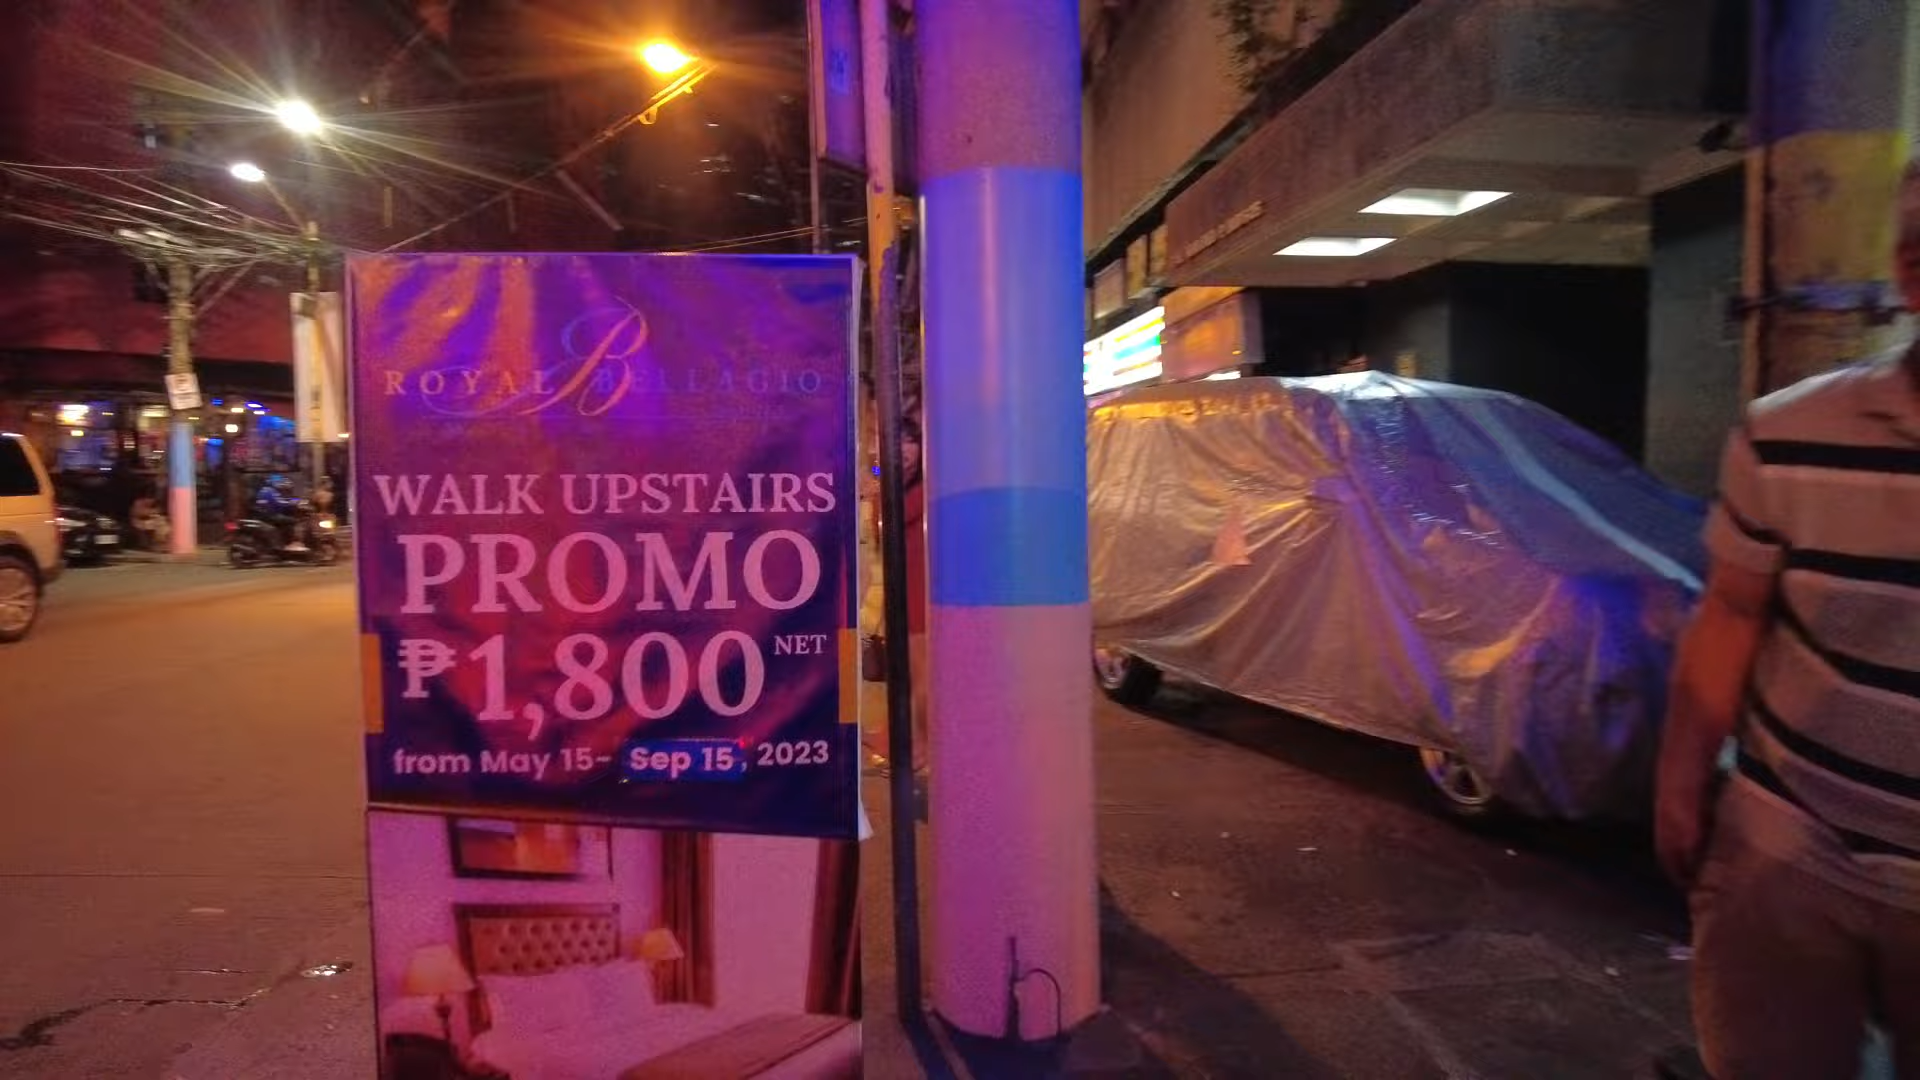 ROYAL B BELLAGIO
WALK UPSTAIRS
PROMO
₱1,800 NET
from May 15- Sep 15, 2023